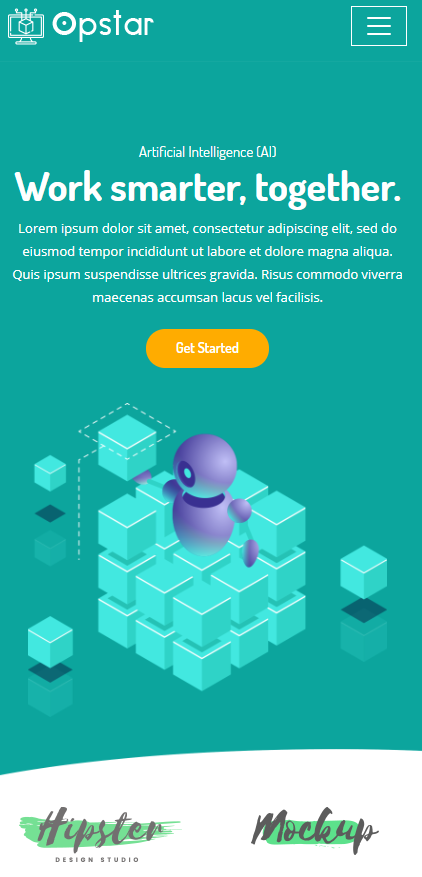 Opstar
Artificial Intelligence (AI)
Work smarter, together.
Lorem ipsum dolor sit amet, consectetur adipiscing elit, sed do
eiusmod tempor incididunt ut labore et dolore magna aliqua.
Quis ipsum suspendisse ultrices gravida. Risus commodo viverra
maecenas accumsan lacus vel facilisis.
Get Started
Hipster
DESIGN STUDIO
Mockup